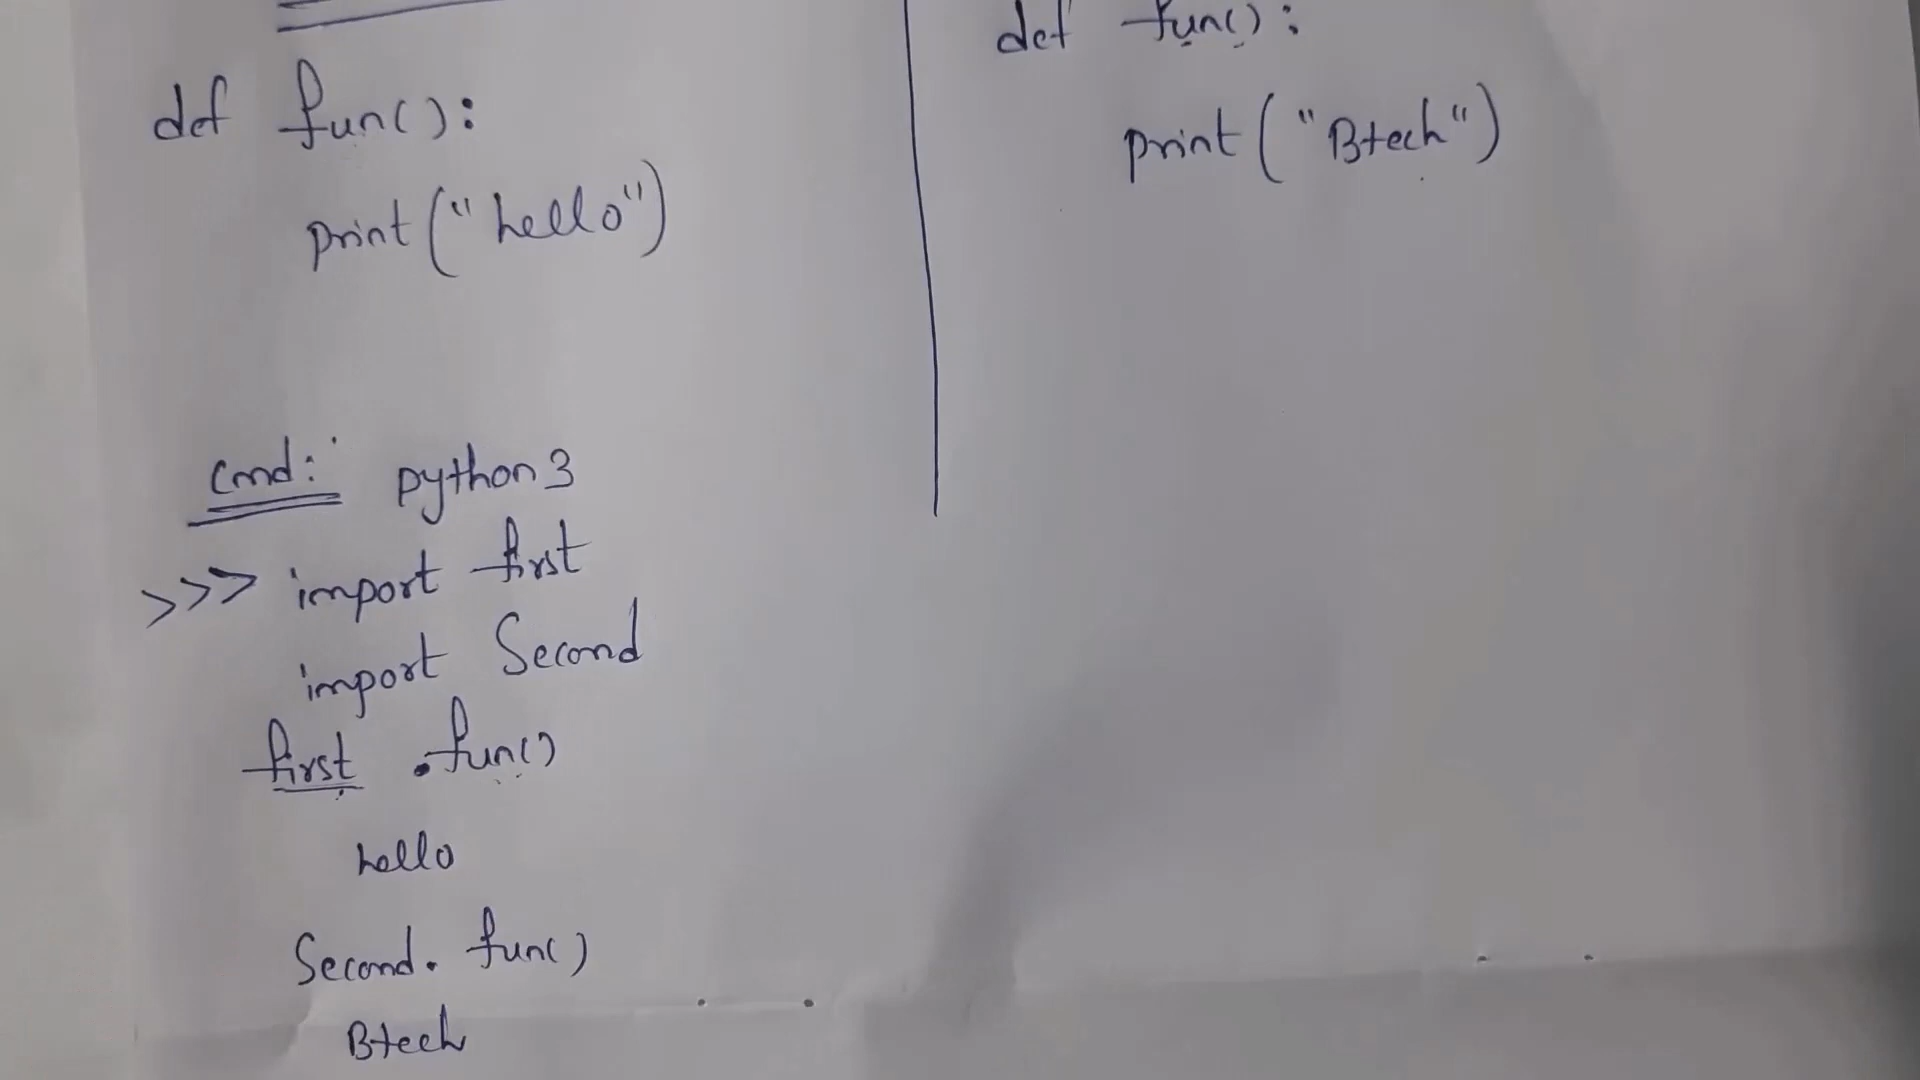 def fun():
print("hello")
def fun():
print("Btech")
cmd: python3
>>> import first
import Second
first .fun()
hello
Second. fun()
Btech